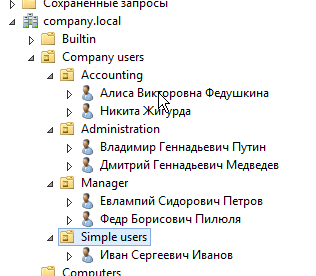 Сохраненные запросы
company.local
Builtin
Company users
Accounting
Алиса Викторовна Федушкина
Никита Жигурда
Administration
Владимир Геннадьевич Путин
Дмитрий Геннадьевич Медведев
Manager
Евлампий Сидорович Петров
Федр Борисович Пилюля
Simple users
Иван Сергеевич Иванов
Computers